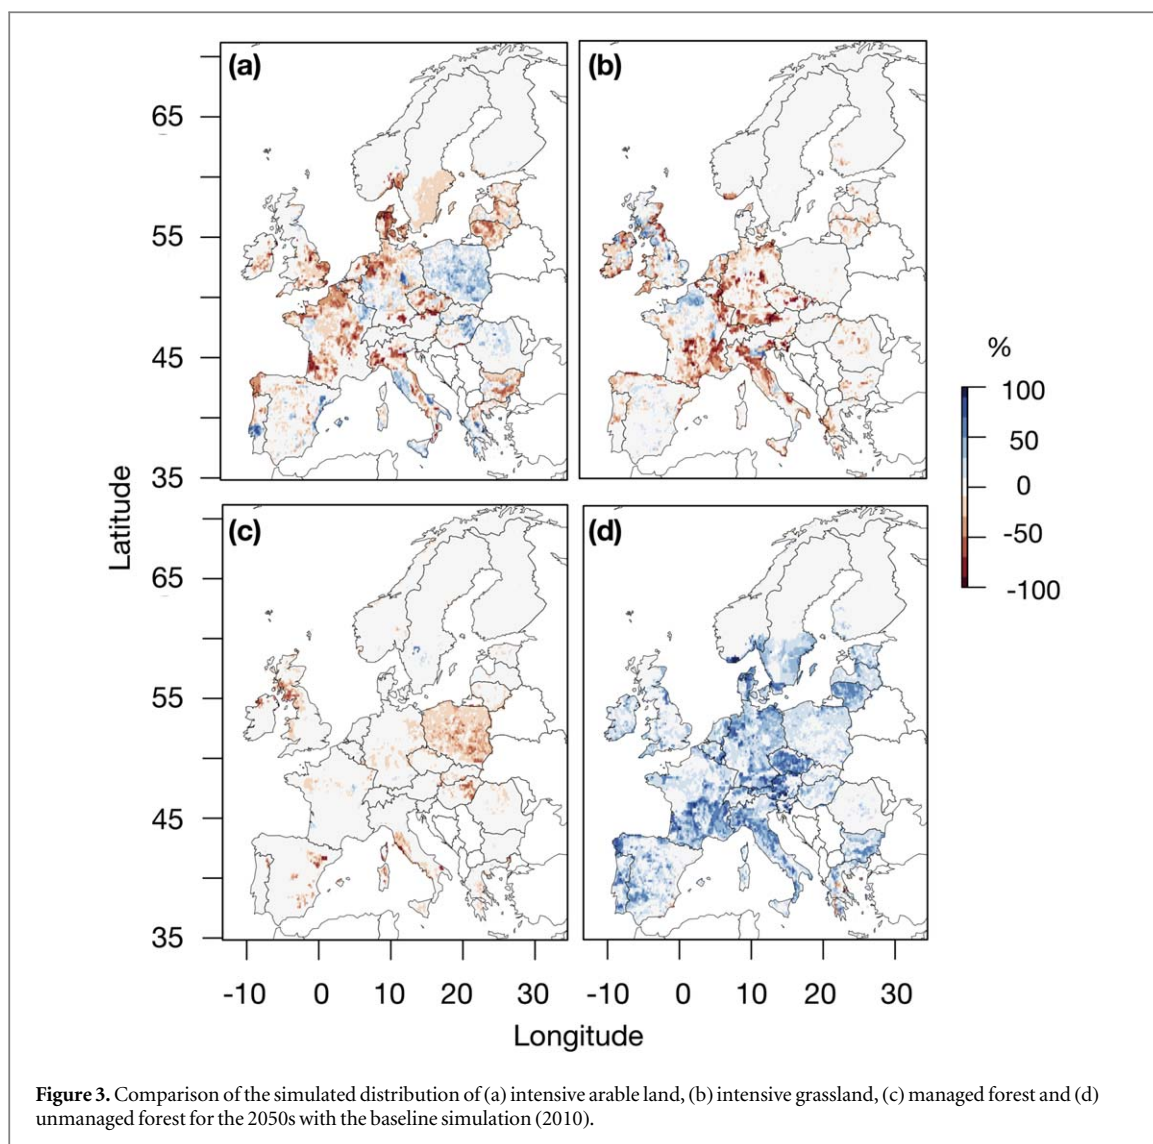 (a)
(b)
65
55
45
35
%
100
50
0
-50
-100
Latitude
(c)
(d)
65
55
45
35
-10 0 10 20 30 -10 0 10 20 30
Longitude
Figure 3. Comparison of the simulated distribution of (a) intensive arable land, (b) intensive grassland, (c) managed forest and (d)
unmanaged forest for the 2050s with the baseline simulation (2010).